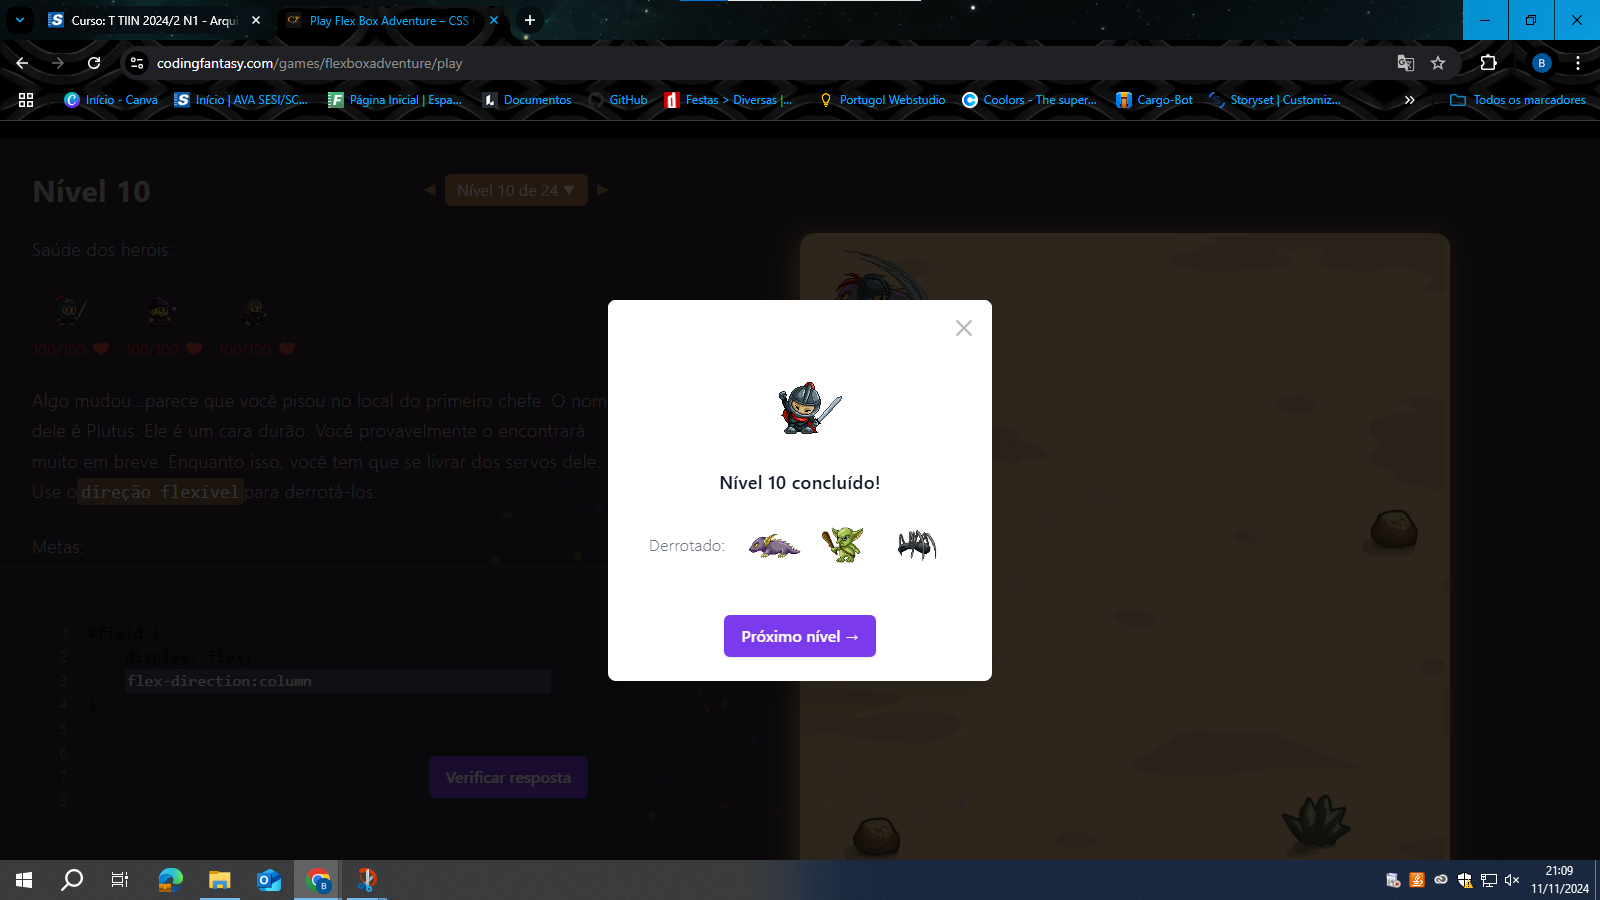 Curso: T TIIN 2024/2 N1 - Arqui
Play Flex Box Adventure – CSS
codingfantasy.com/games/flexboxadventure/play
B
Início - Canva
Início | AVA SESI/SC...
Página Inicial | Espa...
Documentos
GitHub
Festas > Diversas |...
Portugol Webstudio
Coolors - The super...
Cargo-Bot
Storyset | Customiz...
»
Todos os marcadores
Nível 10
◀ Nível 10 de 24 ▼ ▶
Saúde dos heróis:
100/100 100/100 100/100
Algo mudou...parece que você pisou no local do primeiro chefe. O nom
dele é Plutus. Ele é um cara durão. Você provavelmente o encontrará
muito em breve. Enquanto isso, você tem que se livrar dos servos dele.
Use o direção flexível para derrotá-los.
Metas:
1 #field {
2 display: flex;
3 flex-direction:column
4 }
5
6
7
8
Verificar resposta
Nível 10 concluído!
Derrotado:
Próximo nível →
21:09
11/11/2024